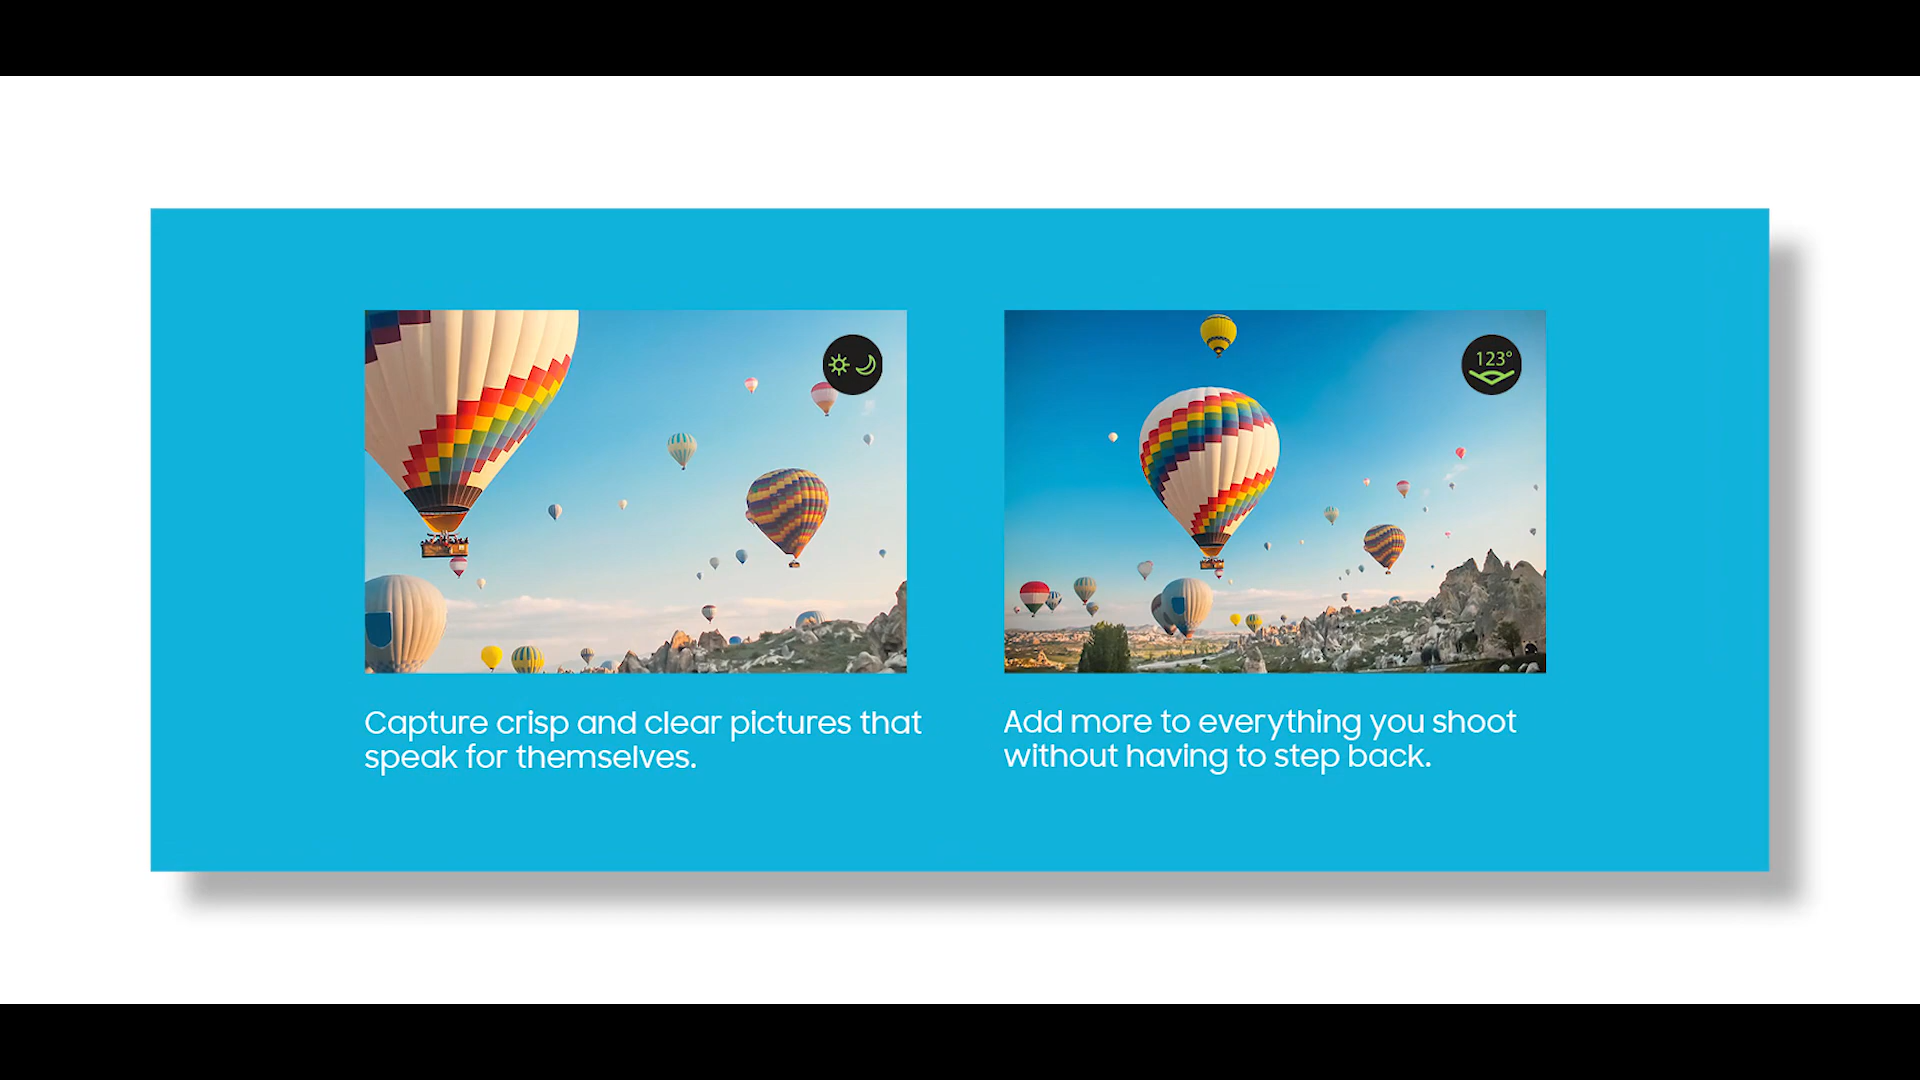 123°
Capture crisp and clear pictures that
speak for themselves.
Add more to everything you shoot
without having to step back.